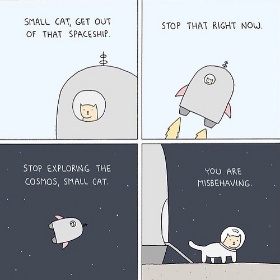 SMALL CAT, GET OUT
OF THAT SPACESHIP.
STOP THAT RIGHT NOW.
STOP EXPLORING THE
COSMOS, SMALL CAT.
YOU ARE
MISBEHAVING.